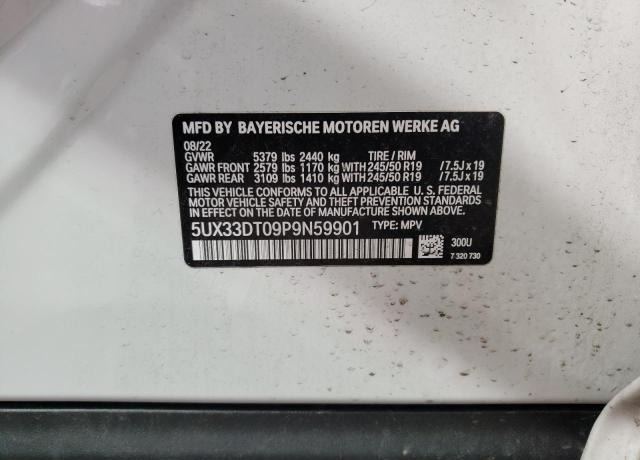 MFD BY BAYERISCHE MOTOREN WERKE AG
08/22
GVWR 5379 lbs 2440 kg TIRE / RIM
GAWR FRONT 2579 lbs 1170 kg WITH 245/50 R19 / 7.5J x 19
GAWR REAR 3109 lbs 1410 kg WITH 245/50 R19 / 7.5J x 19
THIS VEHICLE CONFORMS TO ALL APPLICABLE U. S. FEDERAL
MOTOR VEHICLE SAFETY, BUMPER, AND THEFT PREVENTION
STANDARDS IN EFFECT ON THE DATE OF MANUFACTURE SHOWN ABOVE.
5UX33DT09P9N59901 TYPE: MPV
300U
7 320 730